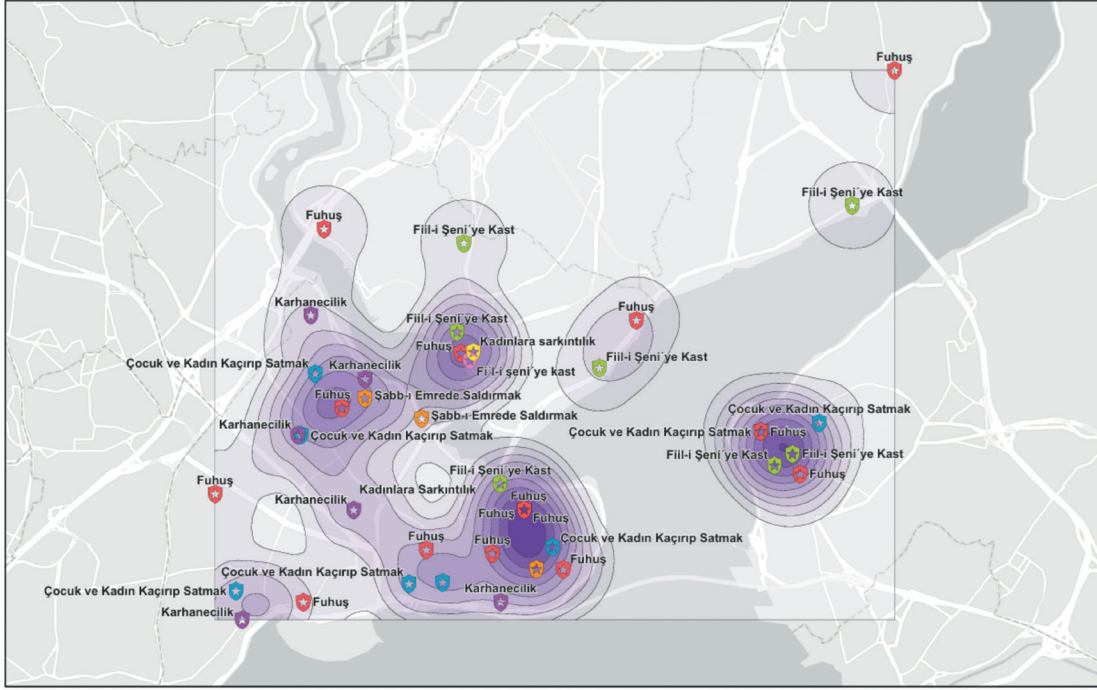 Fuhuş
Fiil-i Şeni´ye Kast
Fuhuş
Fiil-i Şeni´ye Kast
Karhanecilik
Fuhuş
Fiil-i Şeni´ye Kast
Fuhuş
Kadınlara sarkıntılık
Fiil-i Şeni´ye Kast
Çocuk ve Kadın Kaçırıp Satmak
Karhanecilik
Fi´l-i şeni´ye kast
Fuhuş
Şabb-ı Emrede Saldırmak
Çocuk ve Kadın Kaçırıp Satmak
Şabb-ı Emrede Saldırmak
Karhanecilik
Çocuk ve Kadın Kaçırıp Satmak
Çocuk ve Kadın Kaçırıp Satmak
Fuhuş
Fiil-i Şeni´ye Kast
Fiil-i Şeni´ye Kast
Fiil-i Şeni´ye Kast
Fuhuş
Fuhuş
Kadınlara Sarkıntılık
Karhanecilik
Fuhuş
Fuhuş
Fuhuş
Fuhuş
Fuhuş
Çocuk ve Kadın Kaçırıp Satmak
Fuhuş
Çocuk ve Kadın Kaçırıp Satmak
Karhanecilik
Çocuk ve Kadın Kaçırıp Satmak
Fuhuş
Karhanecilik